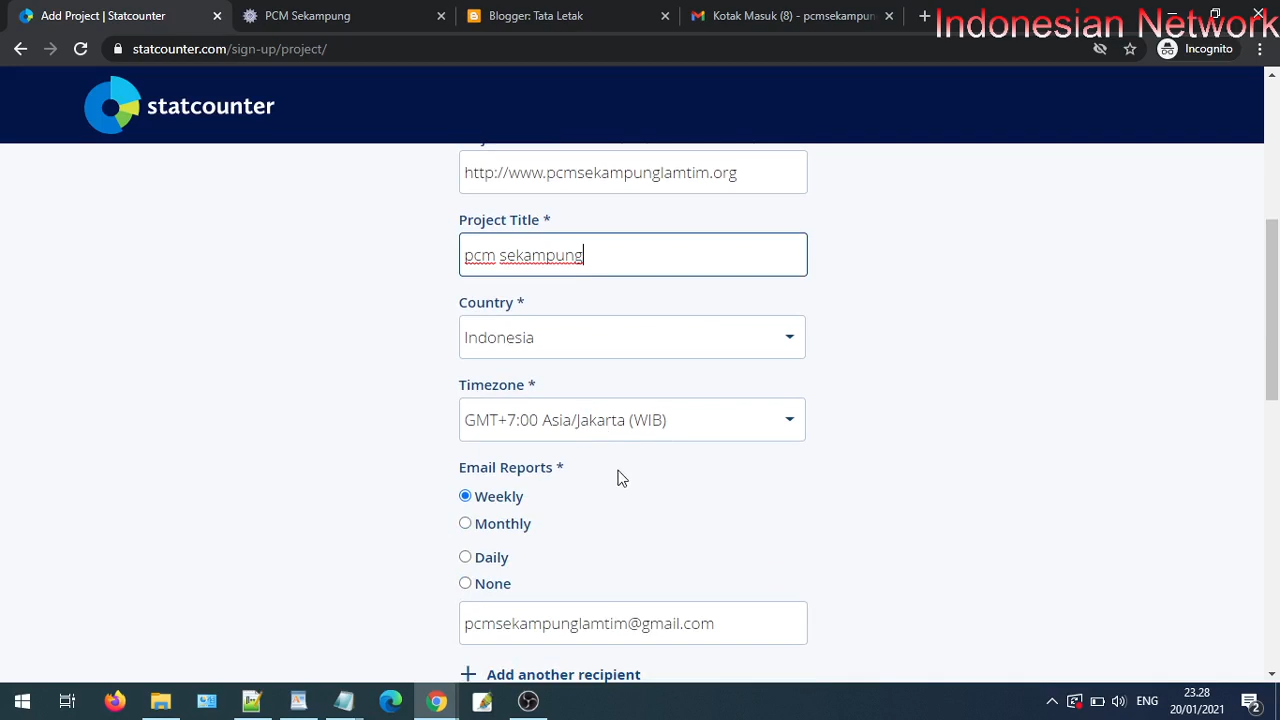 Add Project | Statcounter
PCM Sekampung
Blogger: Tata Letak
Kotak Masuk (8) - pcmsekampun
Indonesian Network
statcounter.com/sign-up/project/
Incognito
statcounter
http://www.pcmsekampunglamtim.org
Project Title *
pcm sekampung
Country *
Indonesia
Timezone *
GMT+7:00 Asia/Jakarta (WIB)
Email Reports *
Weekly
Monthly
Daily
None
pcmsekampunglamtim@gmail.com
+ Add another recipient
ENG
23.28
20/01/2021
2